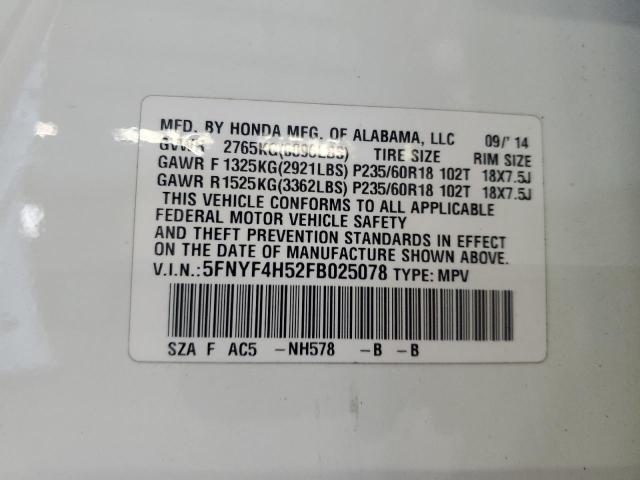 MFD. BY HONDA MFG. OF ALABAMA, LLC 09/'14
GVWR 2765KG(6096LBS) TIRE SIZE RIM SIZE
GAWR F 1325KG(2921LBS) P235/60R18 102T 18X7.5J
GAWR R 1525KG(3362LBS) P235/60R18 102T 18X7.5J
THIS VEHICLE CONFORMS TO ALL APPLICABLE
FEDERAL MOTOR VEHICLE SAFETY
AND THEFT PREVENTION STANDARDS IN EFFECT
ON THE DATE OF MANUFACTURE SHOWN ABOVE.
V.I.N.:5FNYF4H52FB025078 TYPE: MPV
SZA F AC5 -NH578 -B -B